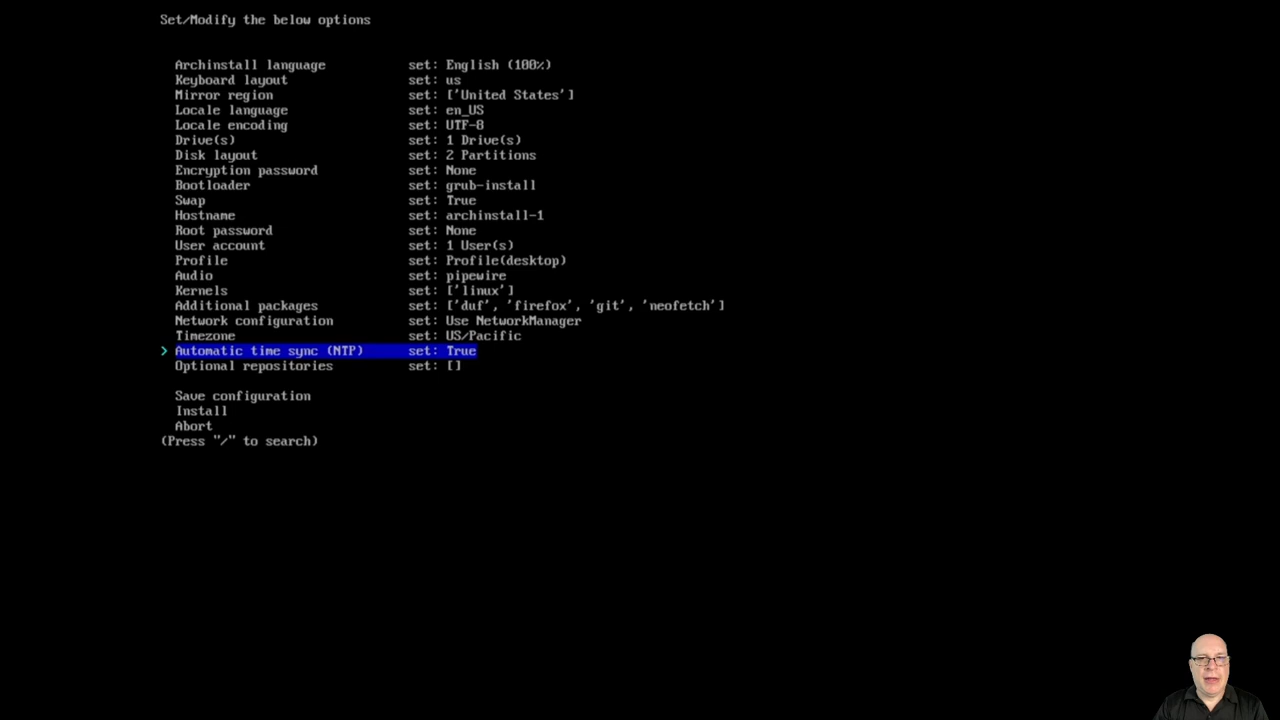 Set/Modify the below options
Archinstall language set: English (100%)
Keyboard layout set: us
Mirror region set: ['United States']
Locale language set: en_US
Locale encoding set: UTF-8
Drive(s) set: 1 Drive(s)
Disk layout set: 2 Partitions
Encryption password set: None
Bootloader set: grub-install
Swap set: True
Hostname set: archinstall-1
Root password set: None
User account set: 1 User(s)
Profile set: Profile(desktop)
Audio set: pipewire
Kernels set: ['linux']
Additional packages set: ['duf', 'firefox', 'git', 'neofetch']
Network configuration set: Use NetworkManager
Timezone set: US/Pacific
> Automatic time sync (NTP) set: True
Optional repositories set: []
Save configuration
Install
Abort
(Press "/" to search)